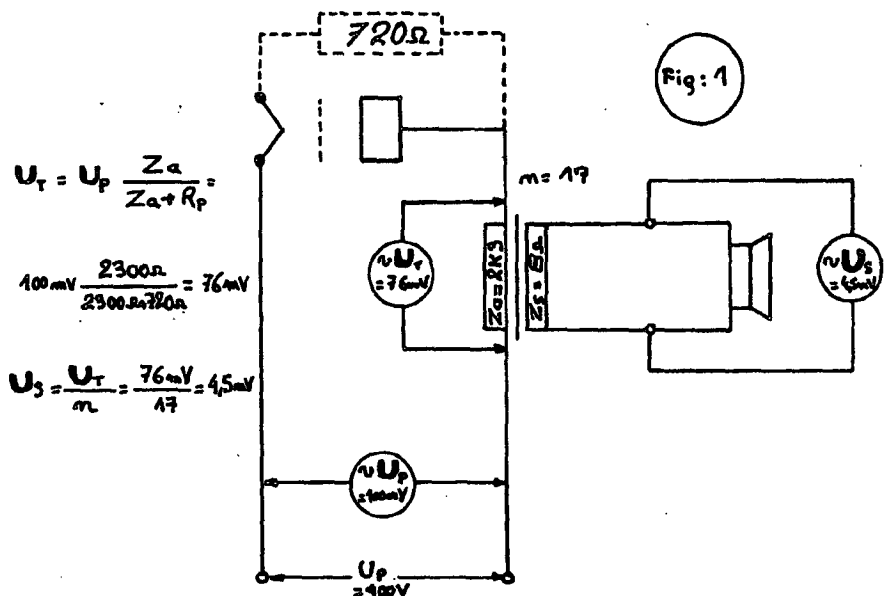 720Ω
Fig: 1
U_T = U_P Za / Za + R_P =
n = 17
100mV 2300Ω / 2300Ω+720Ω = 76mV
~ U_T
= 76mV
Za = 2K3
Zs = 8Ω
~ U_S
= 4,5mV
U_S = U_T / n = 76mV / 17 = 4,5mV
~ U_P
= 100mV
U_P
= 400V